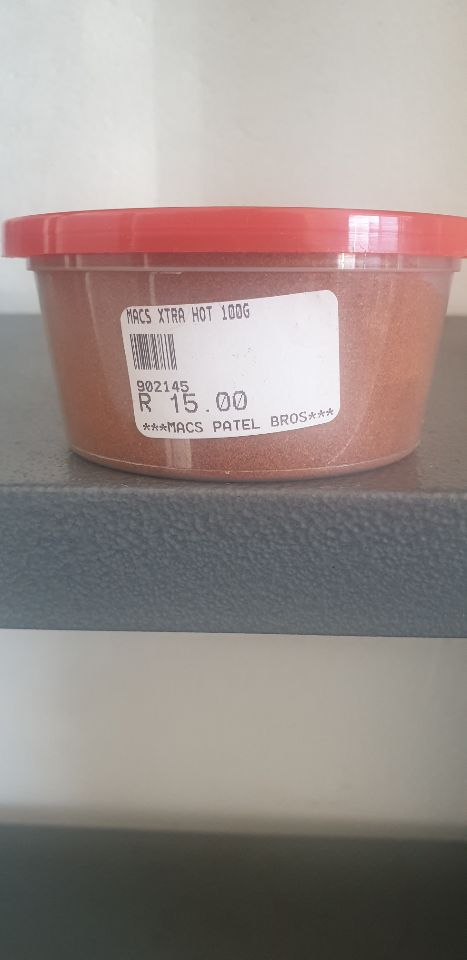 MACS XTRA HOT 100G
902145
R 15.00
***MACS PATEL BROS***